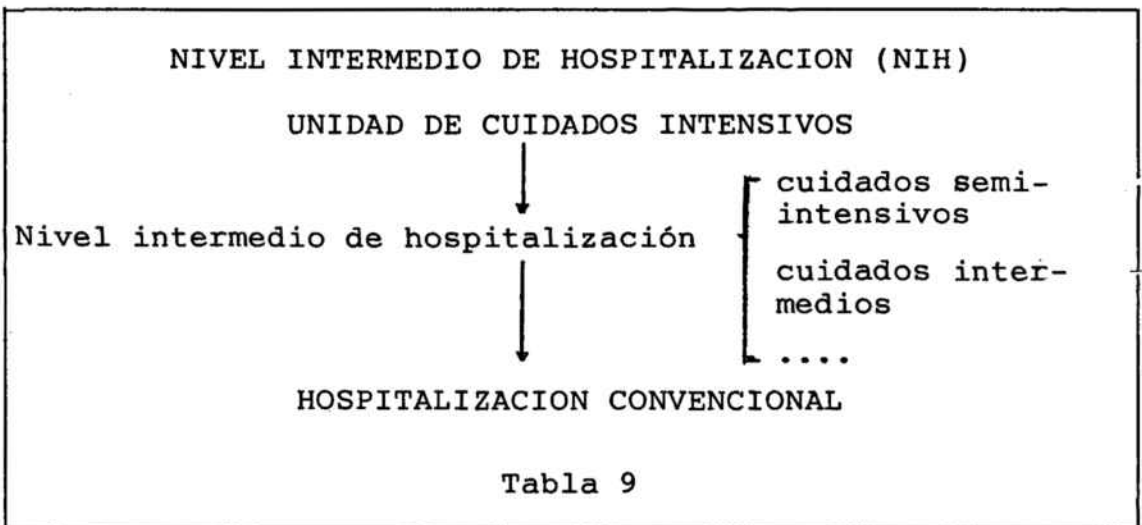 NIVEL INTERMEDIO DE HOSPITALIZACION (NIH)
UNIDAD DE CUIDADOS INTENSIVOS
Nivel intermedio de hospitalización
cuidados semi-
intensivos
cuidados inter-
medios
....
HOSPITALIZACION CONVENCIONAL
Tabla 9